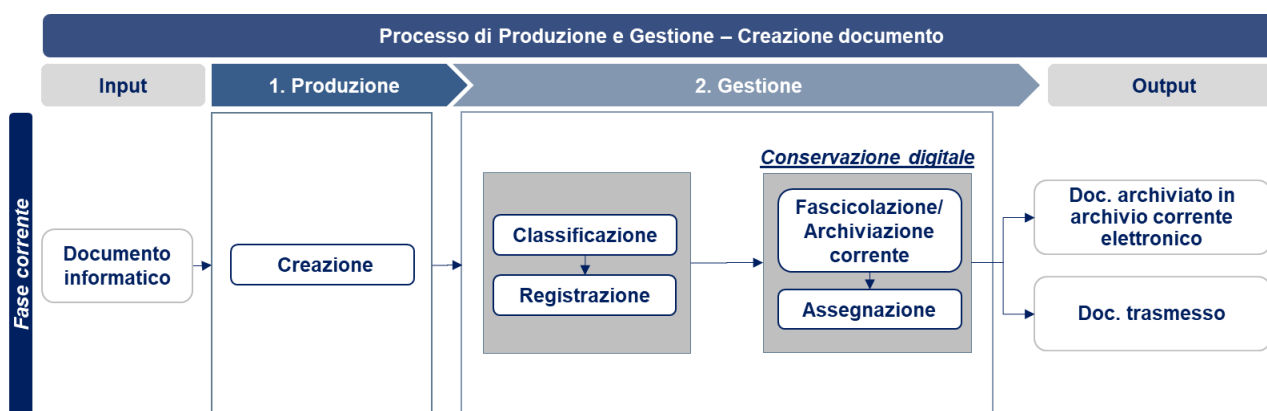 Processo di Produzione e Gestione – Creazione documento
Input
1. Produzione
2. Gestione
Output
Fase corrente
Documento
informatico
Creazione
Classificazione
Registrazione
Conservazione digitale
Fascicolazione/
Archiviazione
corrente
Assegnazione
Doc. archiviato in
archivio corrente
elettronico
Doc. trasmesso